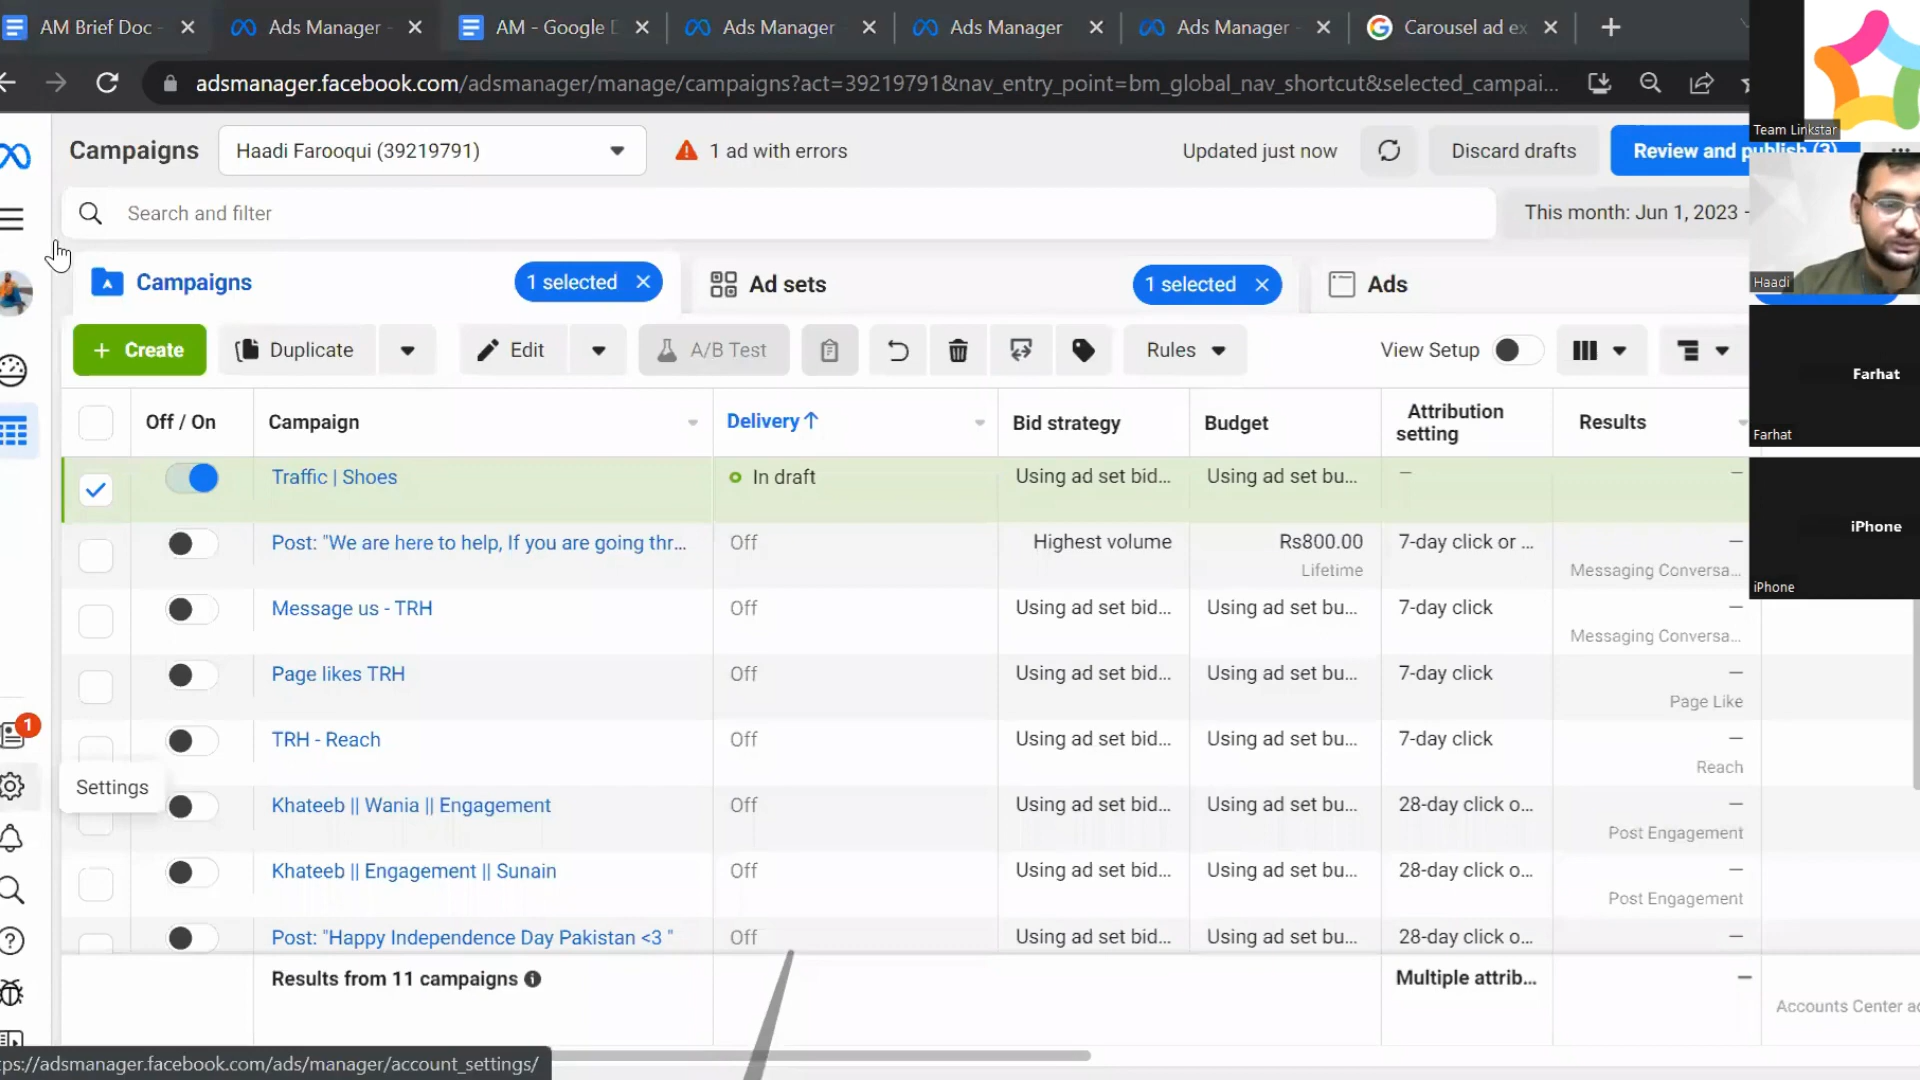 AM Brief Doc -
Ads Manager -
AM - Google D
Ads Manager
Ads Manager
Ads Manager -
Carousel ad ex
adsmanager.facebook.com/adsmanager/manage/campaigns?act=39219791&nav_entry_point=bm_global_nav_shortcut&selected_campai...
Team Linkstar
Campaigns
Haadi Farooqui (39219791)
1 ad with errors
Updated just now
Discard drafts
Review and publish (3)
Search and filter
This month: Jun 1, 2023 -
Haadi
Campaigns
1 selected
Ad sets
1 selected
Ads
+ Create
Duplicate
Edit
A/B Test
Rules
View Setup
Farhat
Farhat
Off / On
Campaign
Delivery ↑
Bid strategy
Budget
Attribution
setting
Results
Traffic | Shoes
In draft
Using ad set bid...
Using ad set bu...
—
—
iPhone
iPhone
Post: "We are here to help, If you are going thr...
Off
Highest volume
Rs800.00
Lifetime
7-day click or ...
—
Messaging Conversa...
Message us - TRH
Off
Using ad set bid...
Using ad set bu...
7-day click
—
Messaging Conversa...
Page likes TRH
Off
Using ad set bid...
Using ad set bu...
7-day click
—
Page Like
1
TRH - Reach
Off
Using ad set bid...
Using ad set bu...
7-day click
—
Reach
Settings
Khateeb || Wania || Engagement
Off
Using ad set bid...
Using ad set bu...
28-day click o...
—
Post Engagement
Khateeb || Engagement || Sunain
Off
Using ad set bid...
Using ad set bu...
28-day click o...
—
Post Engagement
Post: "Happy Independence Day Pakistan <3 "
Off
Using ad set bid...
Using ad set bu...
28-day click o...
—
Results from 11 campaigns
Multiple attrib...
—
Accounts Center ac
ps://adsmanager.facebook.com/ads/manager/account_settings/